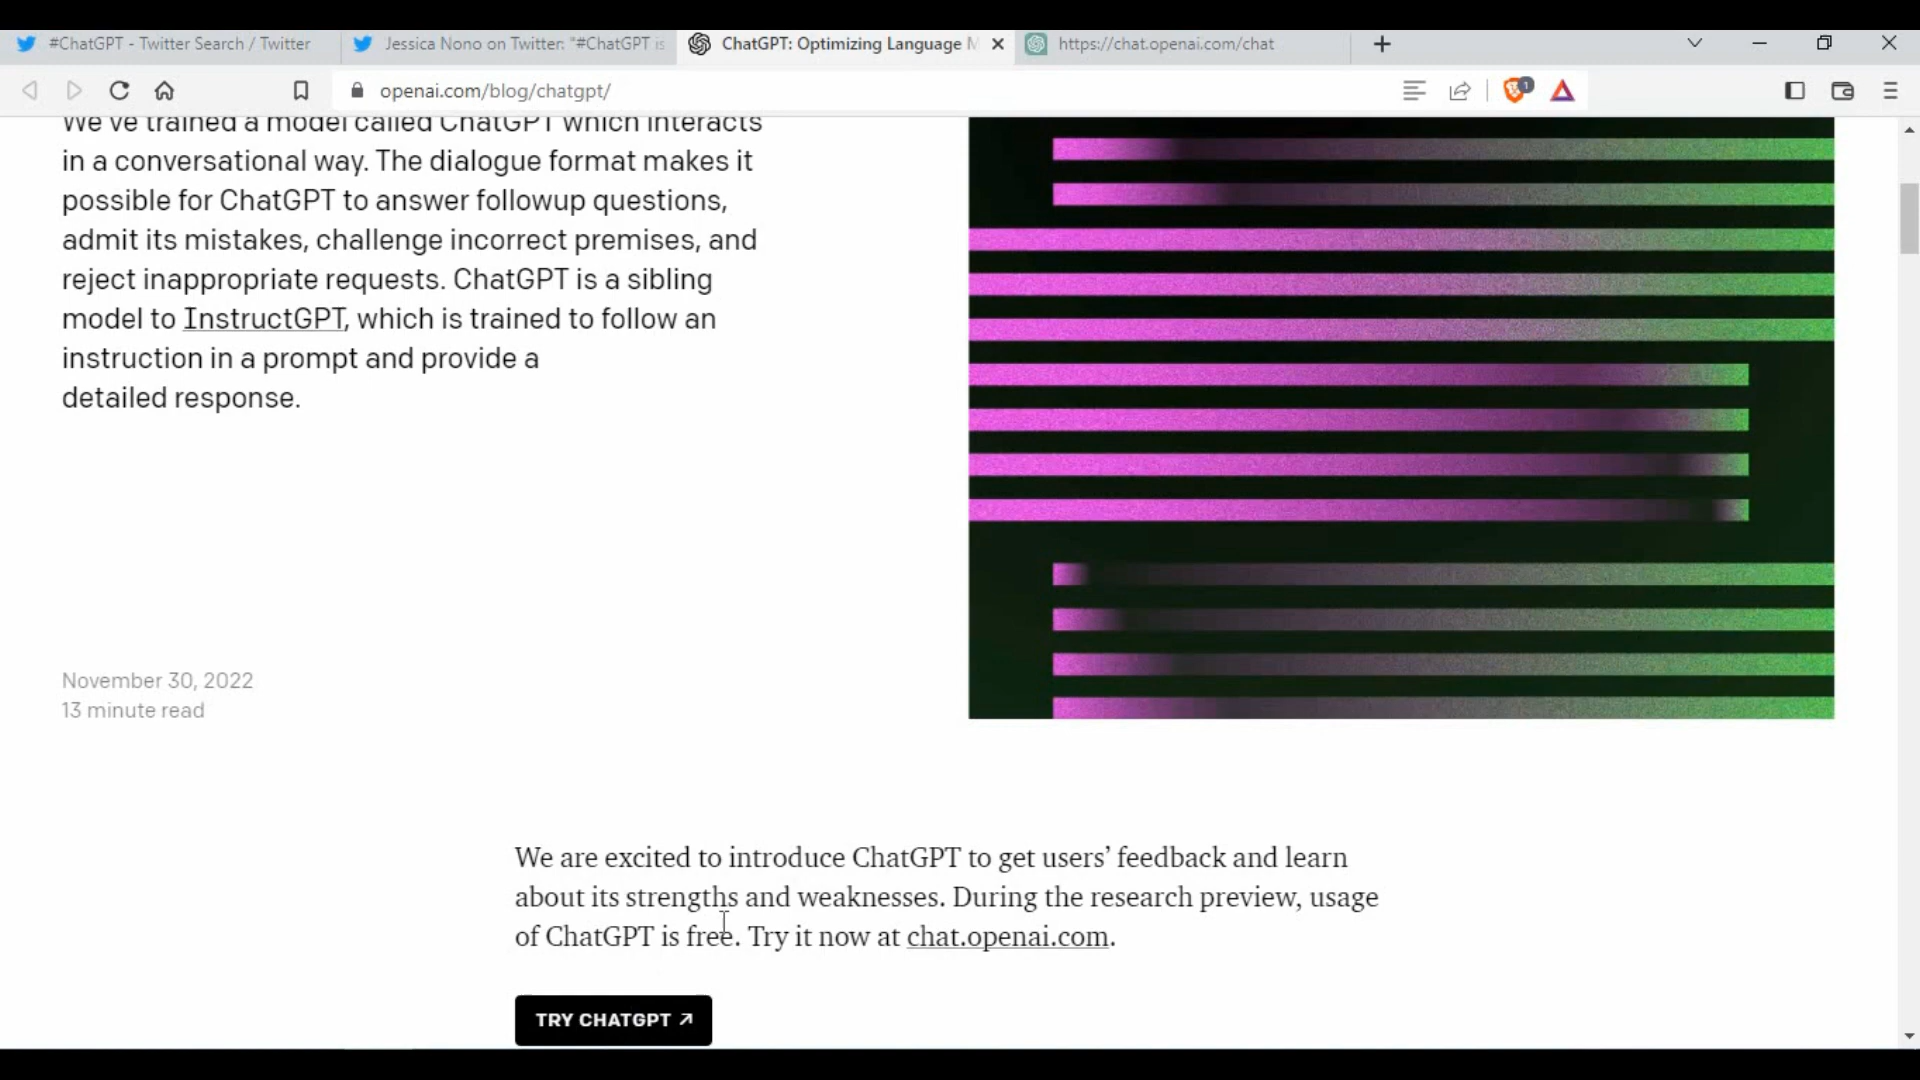 #ChatGPT - Twitter Search / Twitter
Jessica Nono on Twitter: "#ChatGPT is
ChatGPT: Optimizing Language M
https://chat.openai.com/chat
openai.com/blog/chatgpt/
1
We've trained a model called ChatGPT which interacts
in a conversational way. The dialogue format makes it
possible for ChatGPT to answer followup questions,
admit its mistakes, challenge incorrect premises, and
reject inappropriate requests. ChatGPT is a sibling
model to InstructGPT, which is trained to follow an
instruction in a prompt and provide a
detailed response.
November 30, 2022
13 minute read
We are excited to introduce ChatGPT to get users’ feedback and learn
about its strengths and weaknesses. During the research preview, usage
of ChatGPT is free. Try it now at chat.openai.com.
TRY CHATGPT ↗